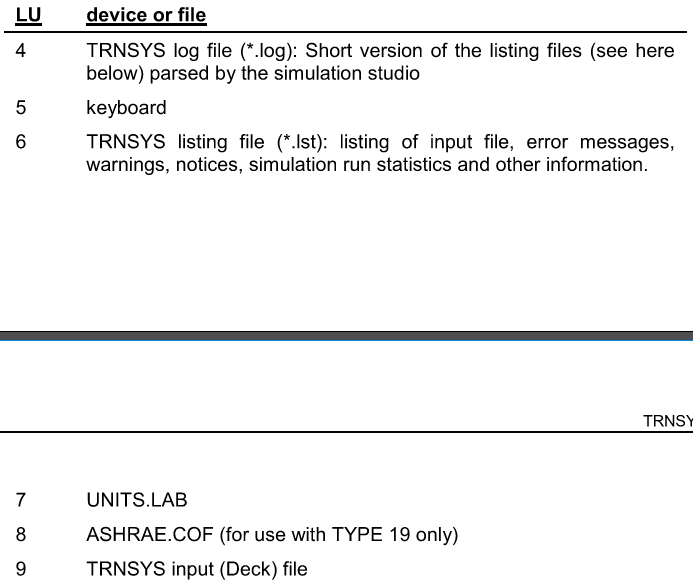 LU device or file
4 TRNSYS log file (*.log): Short version of the listing files (see here
below) parsed by the simulation studio
5 keyboard
6 TRNSYS listing file (*.lst): listing of input file, error messages,
warnings, notices, simulation run statistics and other information.
TRNSY
7 UNITS.LAB
8 ASHRAE.COF (for use with TYPE 19 only)
9 TRNSYS input (Deck) file